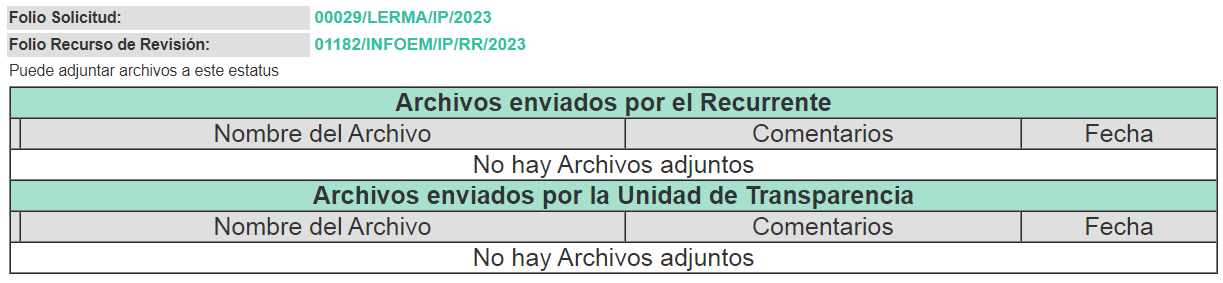 Folio Solicitud: 00029/LERMA/IP/2023
Folio Recurso de Revisión: 01182/INFOEM/IP/RR/2023
Puede adjuntar archivos a este estatus
Archivos enviados por el Recurrente
Nombre del Archivo Comentarios Fecha
No hay Archivos adjuntos
Archivos enviados por la Unidad de Transparencia
Nombre del Archivo Comentarios Fecha
No hay Archivos adjuntos